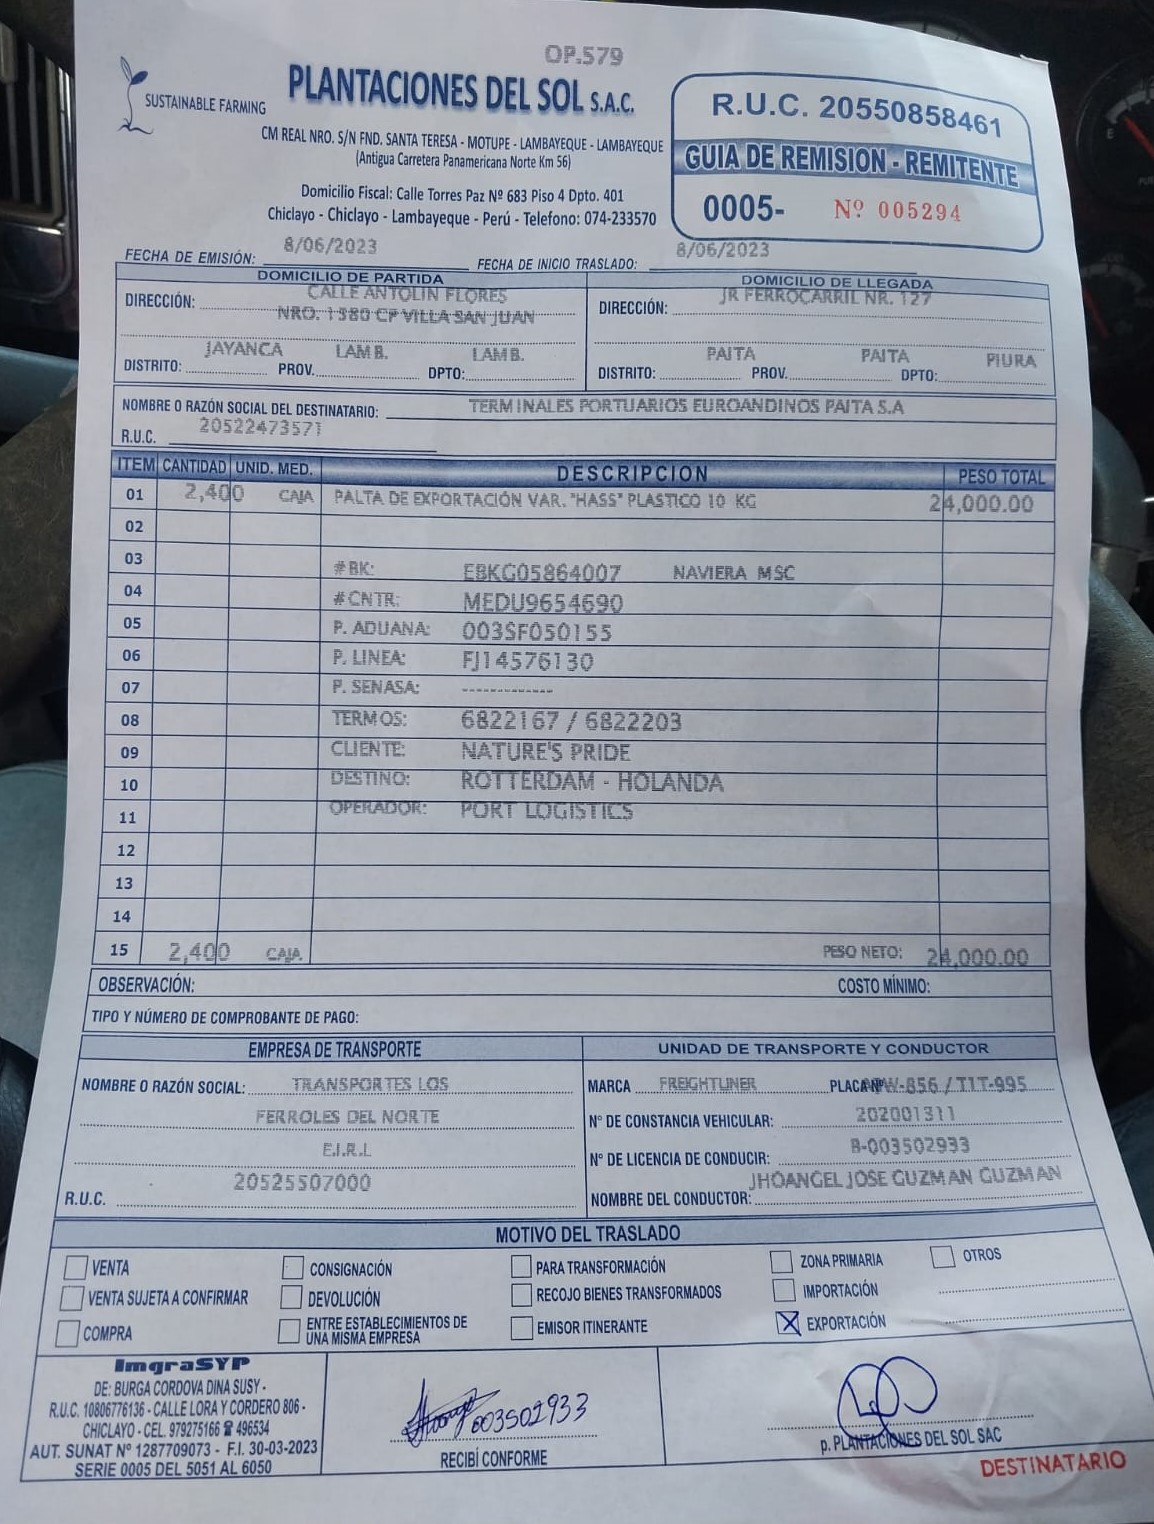 OP.579
SUSTAINABLE FARMING
PLANTACIONES DEL SOL S.A.C.
CM REAL NRO. S/N FND. SANTA TERESA - MOTUPE - LAMBAYEQUE - LAMBAYEQUE
(Antigua Carretera Panamericana Norte Km 56)
Domicilio Fiscal: Calle Torres Paz Nº 683 Piso 4 Dpto. 401
Chiclayo - Chiclayo - Lambayeque - Perú - Telefono: 074-233570
R.U.C. 20550858461
GUIA DE REMISION - REMITENTE
0005- Nº 005294
FECHA DE EMISIÓN: 8/06/2023 FECHA DE INICIO TRASLADO: 8/06/2023
DOMICILIO DE PARTIDA
DIRECCIÓN: CALLE ANTOLIN FLORES
NRO. 1580 CP VILLA SAN JUAN
JAYANCA LAMB. LAMB.
DISTRITO: PROV. DPTO:
DOMICILIO DE LLEGADA
DIRECCIÓN: JR FERROCARRIL NR. 127
PAITA PAITA PIURA
DISTRITO: PROV. DPTO:
NOMBRE O RAZÓN SOCIAL DEL DESTINATARIO: TERMINALES PORTUARIOS EUROANDINOS PAITA S.A
R.U.C. 20522473571
ITEM CANTIDAD UNID. MED. DESCRIPCION PESO TOTAL
01 2,400 CAJA PALTA DE EXPORTACIÓN VAR. "HASS" PLASTICO 10 KG 24,000.00
02
03 #BK: EBKG05864007 NAVIERA MSC
04 #CNTR: MEDU9654690
05 P. ADUANA: 003SF050155
06 P. LINEA: FJ14576130
07 P. SENASA: -------------
08 TERMOS: 6822167 / 6822203
09 CLIENTE: NATURE'S PRIDE
10 DESTINO: ROTTERDAM - HOLANDA
11 OPERADOR: PORT LOGISTICS
12
13
14
15 2,400 CAJA PESO NETO: 24,000.00
OBSERVACIÓN: COSTO MÍNIMO:
TIPO Y NÚMERO DE COMPROBANTE DE PAGO:
EMPRESA DE TRANSPORTE
NOMBRE O RAZÓN SOCIAL: TRANSPORTES LOS
FERROLES DEL NORTE
E.I.R.L
R.U.C. 20525507000
UNIDAD DE TRANSPORTE Y CONDUCTOR
MARCA FREIGHTLINER PLACA Nº W-856 / T1T-995
Nº DE CONSTANCIA VEHICULAR: 202001311
Nº DE LICENCIA DE CONDUCIR: B-003502933
NOMBRE DEL CONDUCTOR: JHOANGEL JOSE GUZMAN GUZMAN
MOTIVO DEL TRASLADO
VENTA CONSIGNACIÓN PARA TRANSFORMACIÓN ZONA PRIMARIA OTROS
VENTA SUJETA A CONFIRMAR DEVOLUCIÓN RECOJO BIENES TRANSFORMADOS IMPORTACIÓN
COMPRA ENTRE ESTABLECIMIENTOS DE UNA MISMA EMPRESA EMISOR ITINERANTE X EXPORTACIÓN
ImgraSYP
DE: BURGA CORDOVA DINA SUSY -
R.U.C. 10806776136 - CALLE LORA Y CORDERO 806 -
CHICLAYO - CEL. 979275166 ☎ 496534
AUT. SUNAT Nº 1287709073 - F.I. 30-03-2023
SERIE 0005 DEL 5051 AL 6050
003502933
RECIBÍ CONFORME
p. PLANTACIONES DEL SOL SAC
DESTINATARIO